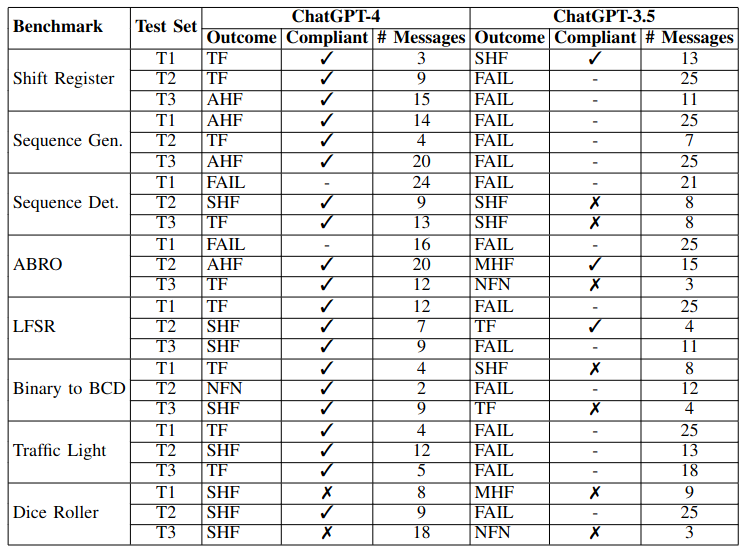 Benchmark Test Set ChatGPT-4 ChatGPT-3.5
Outcome Compliant # Messages Outcome Compliant # Messages
Shift Register T1 TF ✓ 3 SHF ✓ 13
T2 TF ✓ 9 FAIL - 25
T3 AHF ✓ 15 FAIL - 11
Sequence Gen. T1 AHF ✓ 14 FAIL - 25
T2 TF ✓ 4 FAIL - 7
T3 AHF ✓ 20 FAIL - 25
Sequence Det. T1 FAIL - 24 FAIL - 21
T2 SHF ✓ 9 SHF ✗ 8
T3 TF ✓ 13 SHF ✗ 8
ABRO T1 FAIL - 16 FAIL - 25
T2 AHF ✓ 20 MHF ✓ 15
T3 TF ✓ 12 NFN ✗ 3
LFSR T1 TF ✓ 12 FAIL - 25
T2 SHF ✓ 7 TF ✓ 4
T3 SHF ✓ 9 FAIL - 11
Binary to BCD T1 TF ✓ 4 SHF ✗ 8
T2 NFN ✓ 2 FAIL - 12
T3 SHF ✓ 9 TF ✗ 4
Traffic Light T1 TF ✓ 4 FAIL - 25
T2 SHF ✓ 12 FAIL - 13
T3 TF ✓ 5 FAIL - 18
Dice Roller T1 SHF ✗ 8 MHF ✗ 9
T2 SHF ✓ 9 FAIL - 25
T3 SHF ✗ 18 NFN ✗ 3